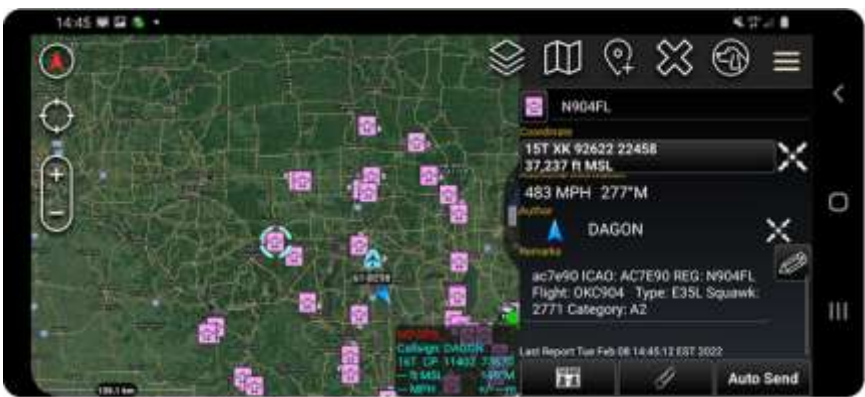 14:45
N904FL
Coordinate
15T XK 92622 22458
37,237 ft MSL
483 MPH 277°M
Author
DAGON
Remarks
ac7e90 ICAO: AC7E90 REG: N904FL
Flight: OKC904 Type: E35L Squawk:
2771 Category: A2
Last Report Tue Feb 08 14:45:12 EST 2022
Auto Send
Callsign: DAGON
-- ft MSL
-- MPH